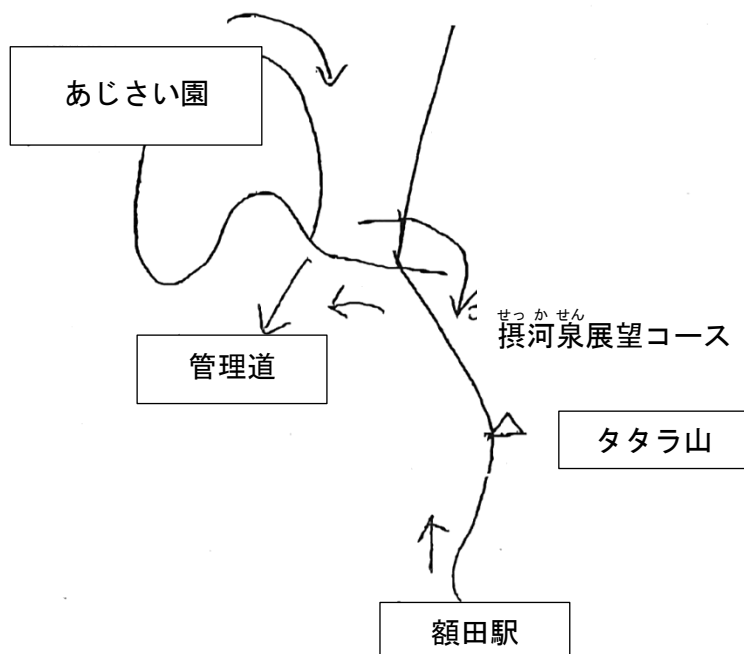 あじさい園
せっかせん
摂河泉展望コース
管理道
タタラ山
額田駅